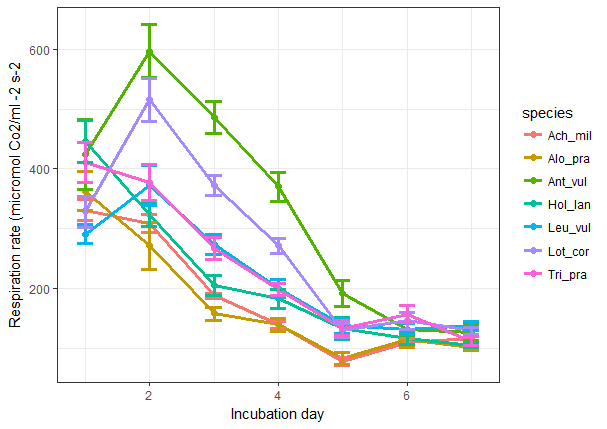 Respiration rate (micromol Co2/ml -2 s-2
600
400
200
2
4
6
Incubation day
species
Ach_mil
Alo_pra
Ant_vul
Hol_lan
Leu_vul
Lot_cor
Tri_pra